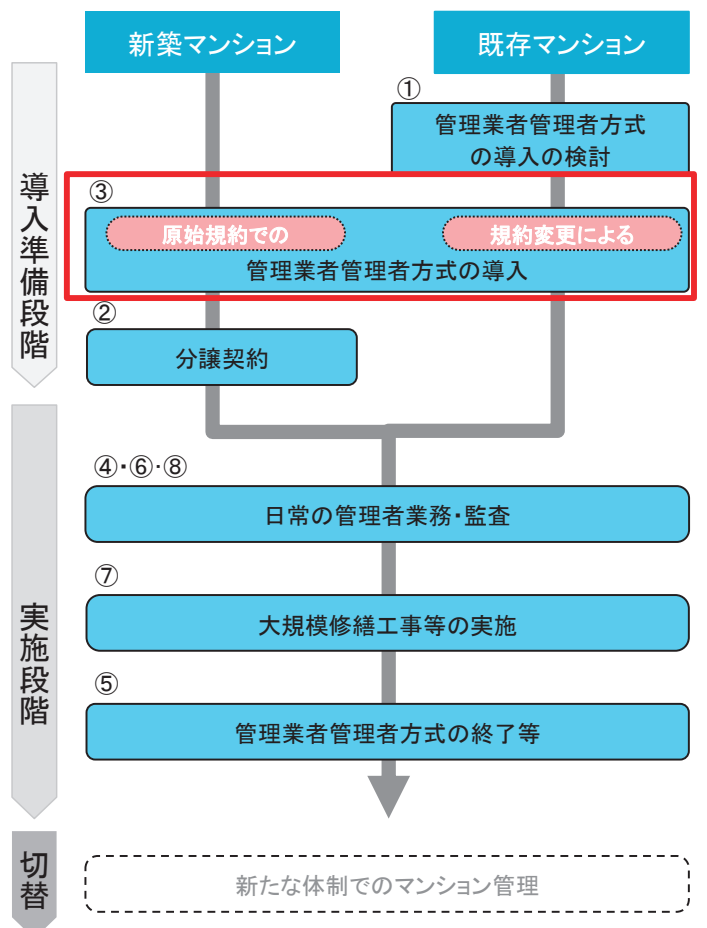 新築マンション
既存マンション
導入準備段階
①
管理業者管理者方式
の導入の検討
③
原始規約での
規約変更による
管理業者管理者方式の導入
②
分譲契約
実施段階
④・⑥・⑧
日常の管理者業務・監査
⑦
大規模修繕工事等の実施
⑤
管理業者管理者方式の終了等
切替
新たな体制でのマンション管理